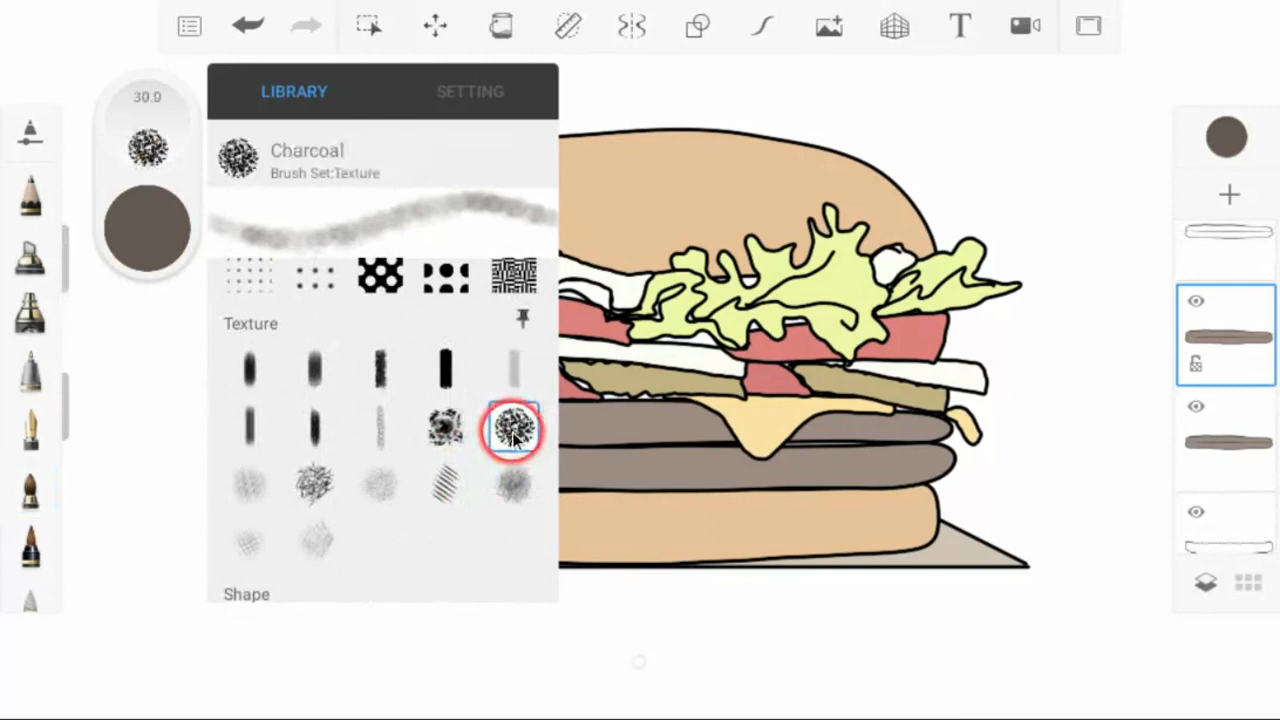 LIBRARY SETTING
30.0
Charcoal
Brush Set:Texture
Texture
Shape